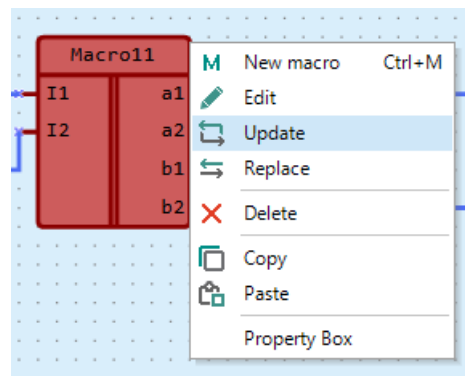 Macro11
I1 a1
I2 a2
b1
b2
M New macro Ctrl+M
Edit
Update
Replace
Delete
Copy
Paste
Property Box